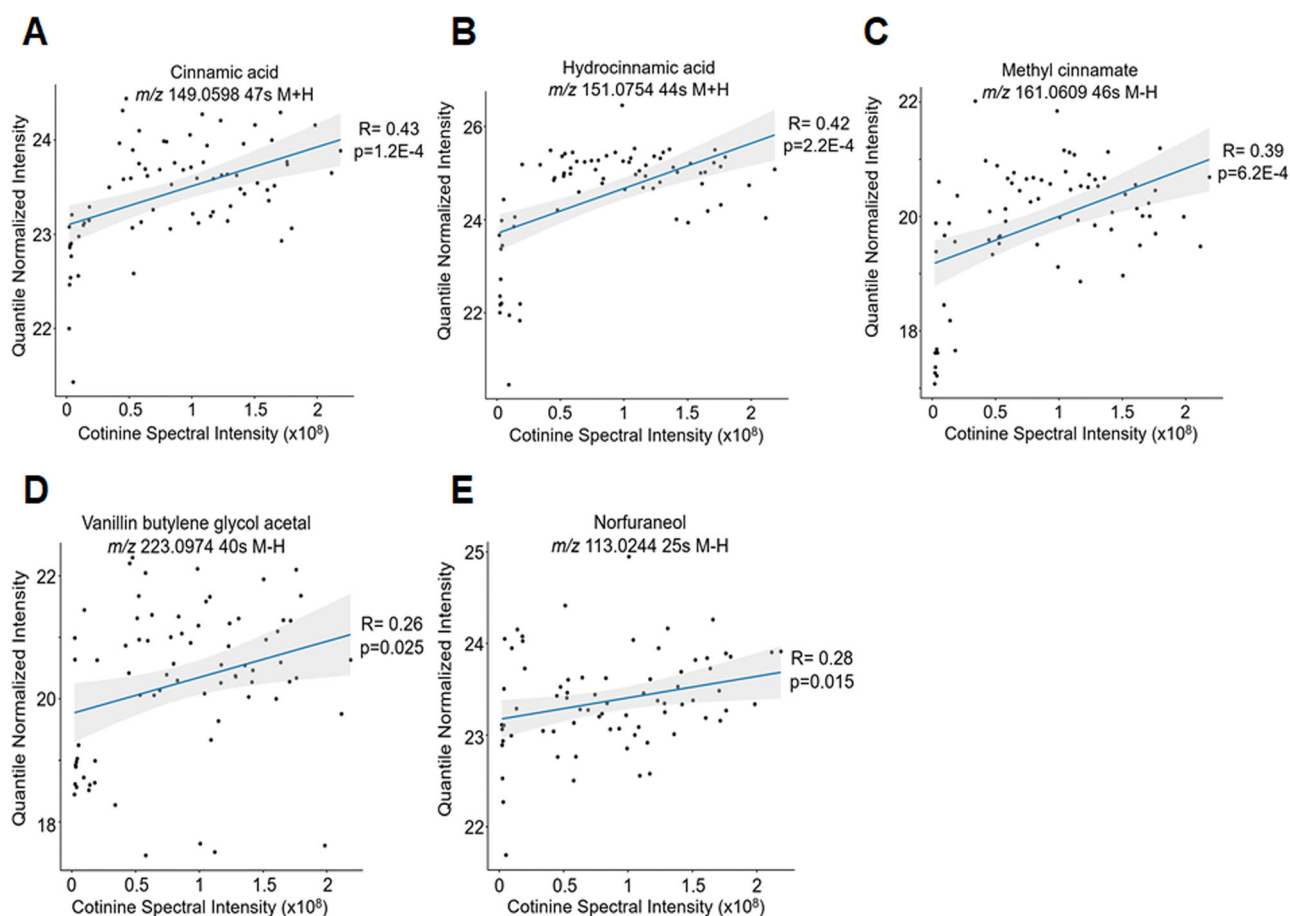 A
Cinnamic acid
m/z 149.0598 47s M+H
R= 0.43
p=1.2E-4
Quantile Normalized Intensity
24
23
22
0 0.5 1 1.5 2
Cotinine Spectral Intensity (x10⁸)
B
Hydrocinnamic acid
m/z 151.0754 44s M+H
R= 0.42
p=2.2E-4
Quantile Normalized Intensity
26
24
22
0 0.5 1 1.5 2
Cotinine Spectral Intensity (x10⁸)
C
Methyl cinnamate
m/z 161.0609 46s M-H
R= 0.39
p=6.2E-4
Quantile Normalized Intensity
22
20
18
0 0.5 1 1.5 2
Cotinine Spectral Intensity (x10⁸)
D
Vanillin butylene glycol acetal
m/z 223.0974 40s M-H
R= 0.26
p=0.025
Quantile Normalized Intensity
22
20
18
0 0.5 1 1.5 2
Cotinine Spectral Intensity (x10⁸)
E
Norfuraneol
m/z 113.0244 25s M-H
R= 0.28
p=0.015
Quantile Normalized Intensity
25
24
23
22
0 0.5 1 1.5 2
Cotinine Spectral Intensity (x10⁸)